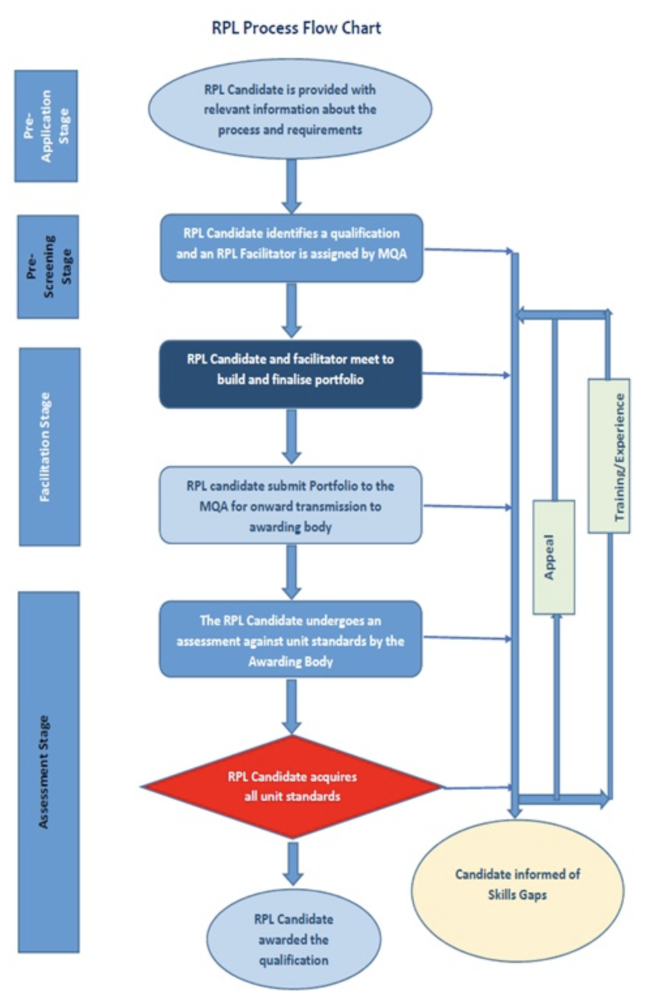 RPL Process Flow Chart
Pre-
Application
Stage
RPL Candidate is provided with
relevant information about the
process and requirements
Pre-
Screening
Stage
RPL Candidate identifies a qualification
and an RPL Facilitator is assigned by MQA
Facilitation Stage
RPL Candidate and facilitator meet to
build and finalise portfolio
RPL candidate submit Portfolio to the
MQA for onward transmission to
awarding body
Training/Experience
Appeal
Assessment Stage
The RPL Candidate undergoes an
assessment against unit standards by the
Awarding Body
RPL Candidate acquires
all unit standards
Candidate informed of
Skills Gaps
RPL Candidate
awarded the
qualification